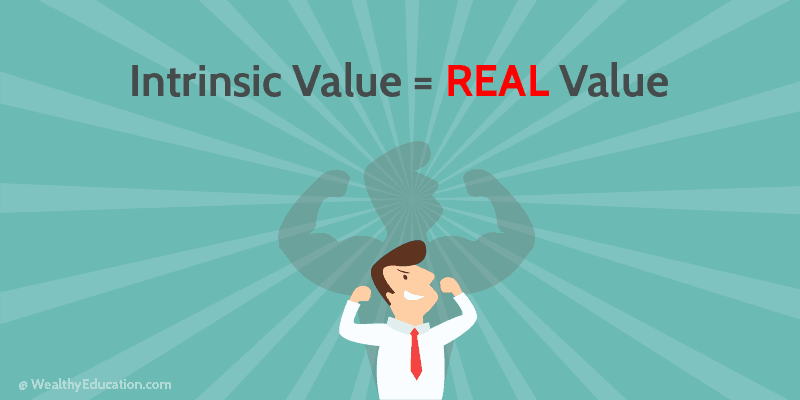 Intrinsic Value = REAL Value
@ WealthyEducation.com